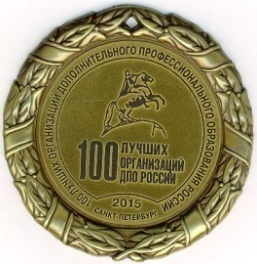 100 ЛУЧШИХ ОРГАНИЗАЦИЙ ДОПОЛНИТЕЛЬНОГО ПРОФЕССИОНАЛЬНОГО ОБРАЗОВАНИЯ РОССИИ
100 ЛУЧШИХ
ОРГАНИЗАЦИЙ
ДПО РОССИИ
2015
САНКТ-ПЕТЕРБУРГ